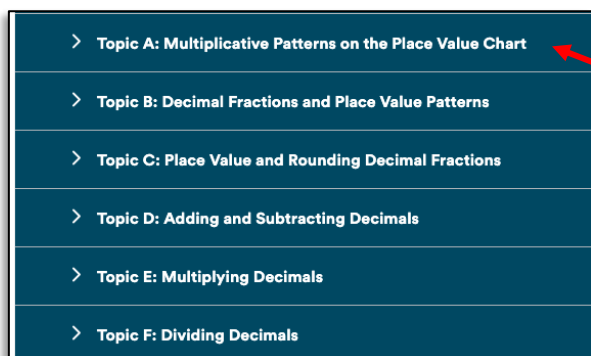 Topic A: Multiplicative Patterns on the Place Value Chart
Topic B: Decimal Fractions and Place Value Patterns
Topic C: Place Value and Rounding Decimal Fractions
Topic D: Adding and Subtracting Decimals
Topic E: Multiplying Decimals
Topic F: Dividing Decimals